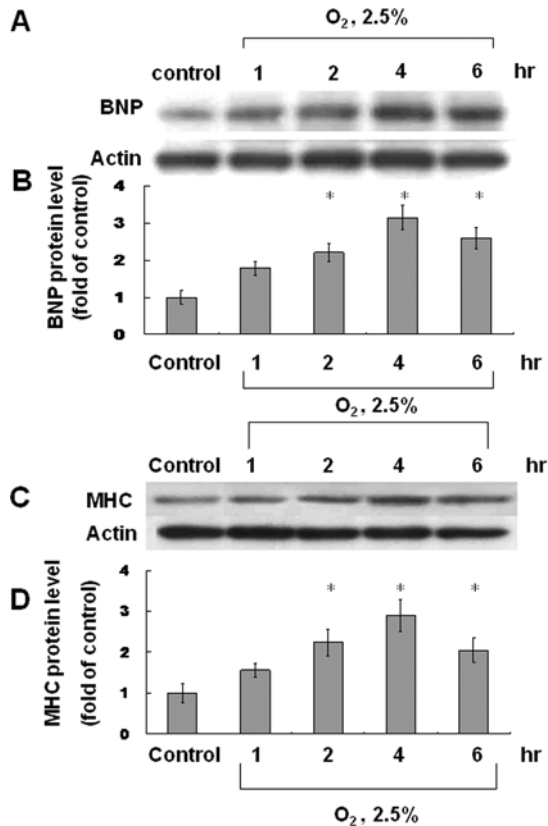 A
O₂, 2.5%
control 1 2 4 6 hr
BNP
Actin
B
BNP protein level
(fold of control)
4
3
2
1
0
* * *
Control 1 2 4 6 hr
O₂, 2.5%
Control 1 2 4 6 hr
C
MHC
Actin
D
MHC protein level
(fold of control)
4
3
2
1
0
* * *
Control 1 2 4 6 hr
O₂, 2.5%